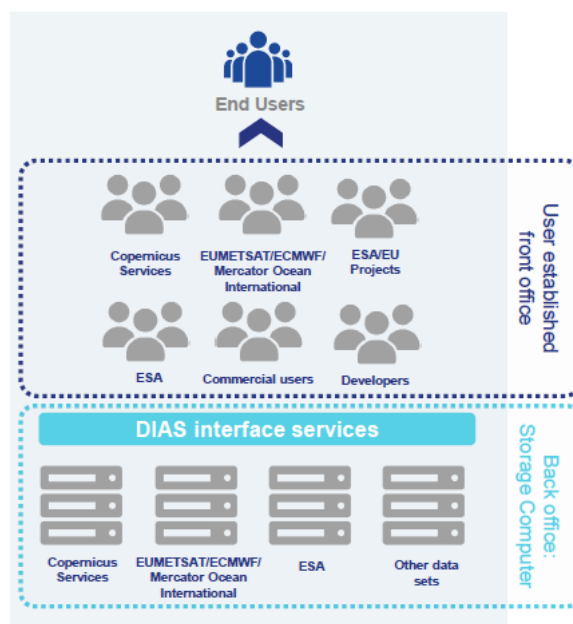 End Users
Copernicus
Services
EUMETSAT/ECMWF/
Mercator Ocean
International
ESA/EU
Projects
ESA
Commercial users
Developers
User established
front office
DIAS interface services
Copernicus
Services
EUMETSAT/ECMWF/
Mercator Ocean
International
ESA
Other data
sets
Back office:
Storage Computer